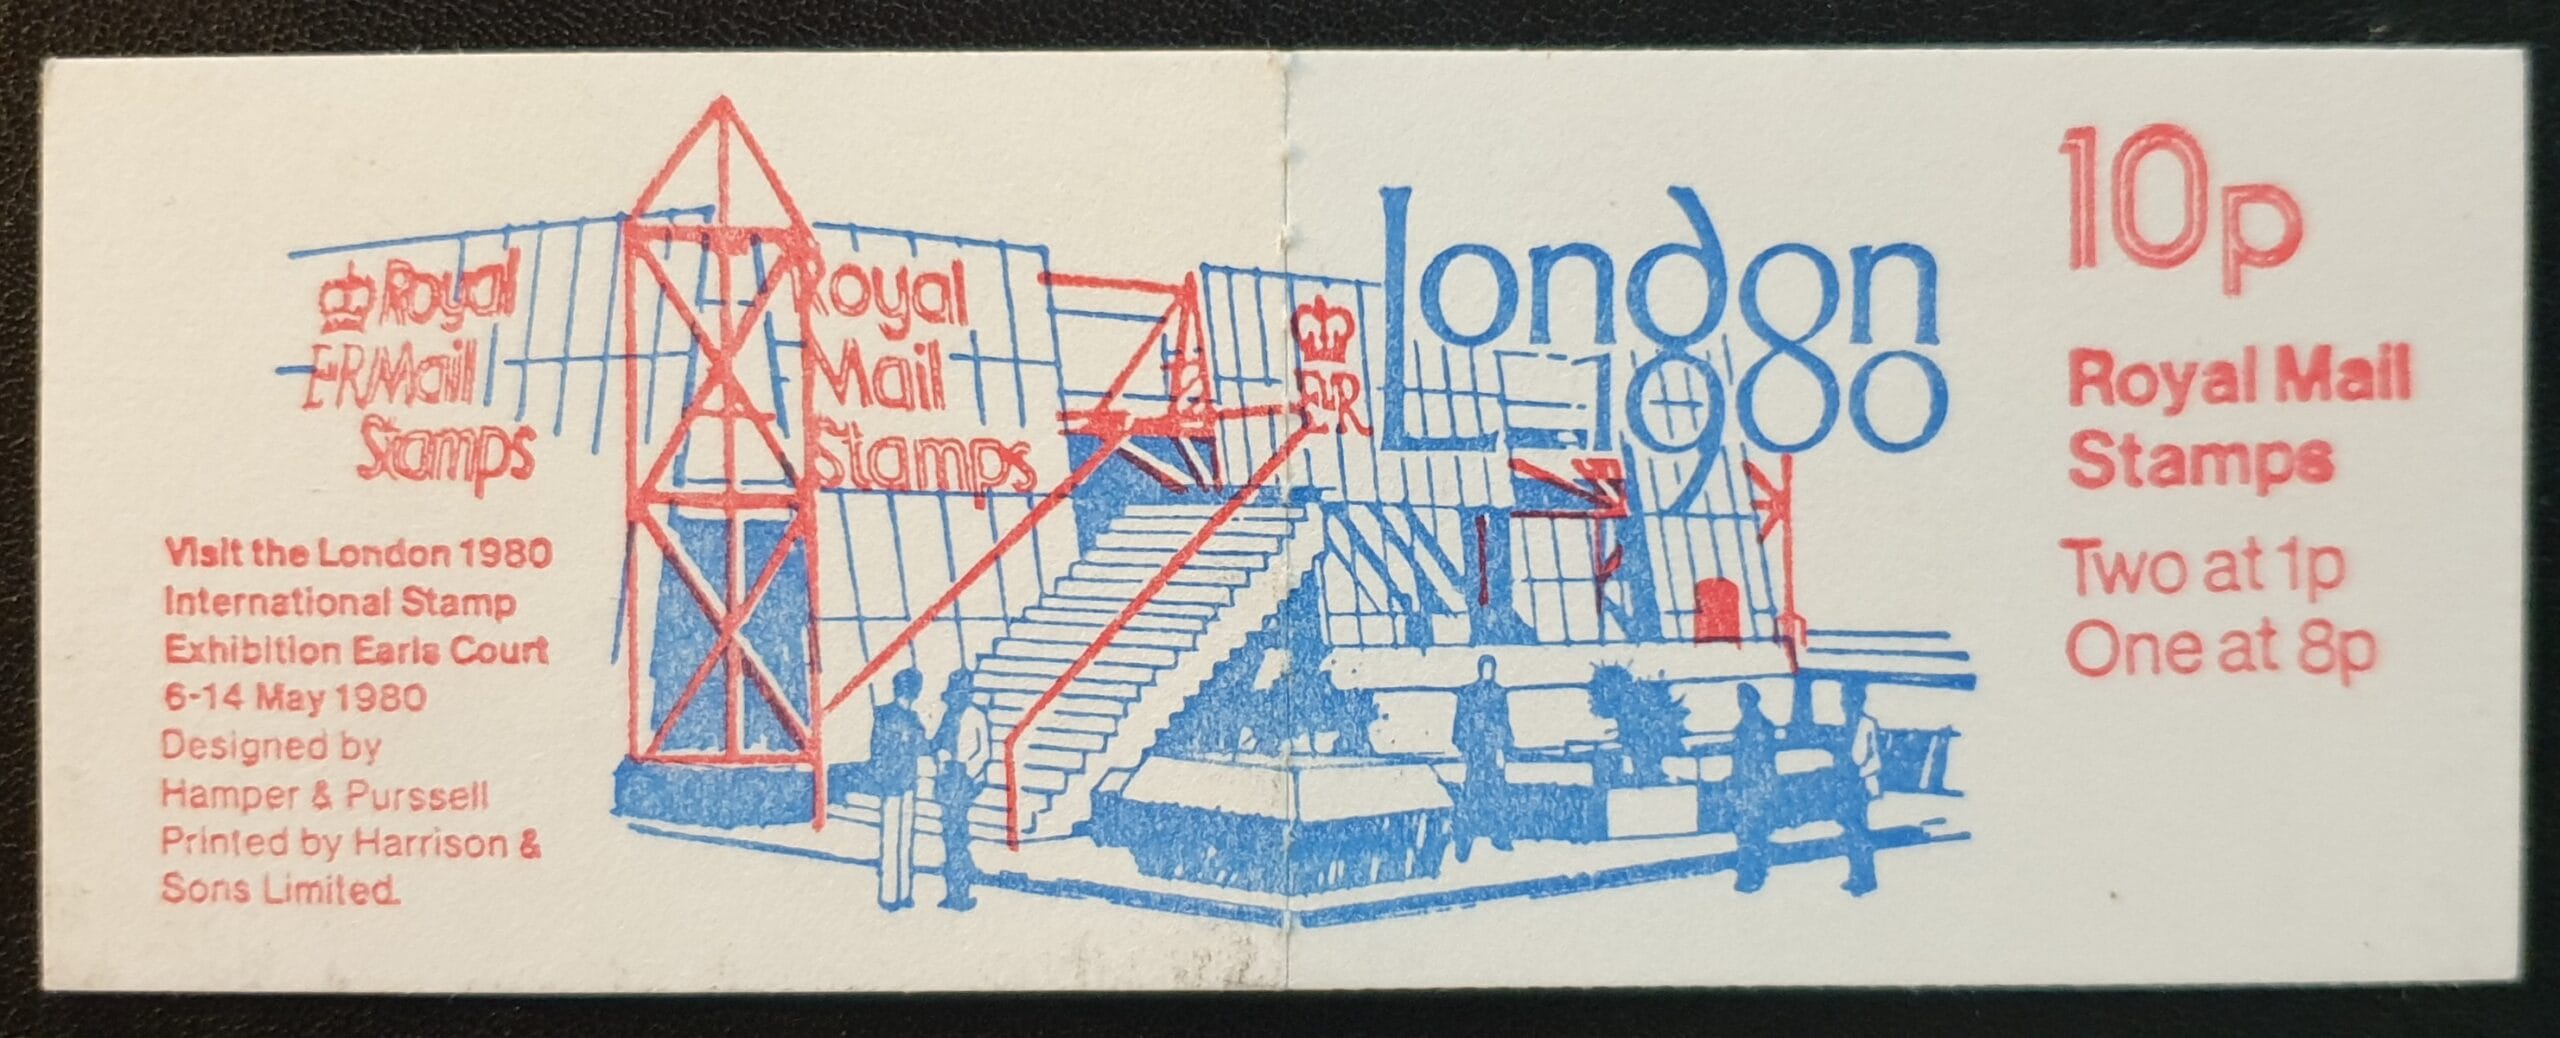 Royal
ERMail
Stamps
Royal
Mail
Stamps
Visit the London 1980
International Stamp
Exhibition Earls Court
6-14 May 1980
Designed by
Hamper & Purssell
Printed by Harrison &
Sons Limited.
ER
London
1980
10p
Royal Mail
Stamps
Two at 1p
One at 8p